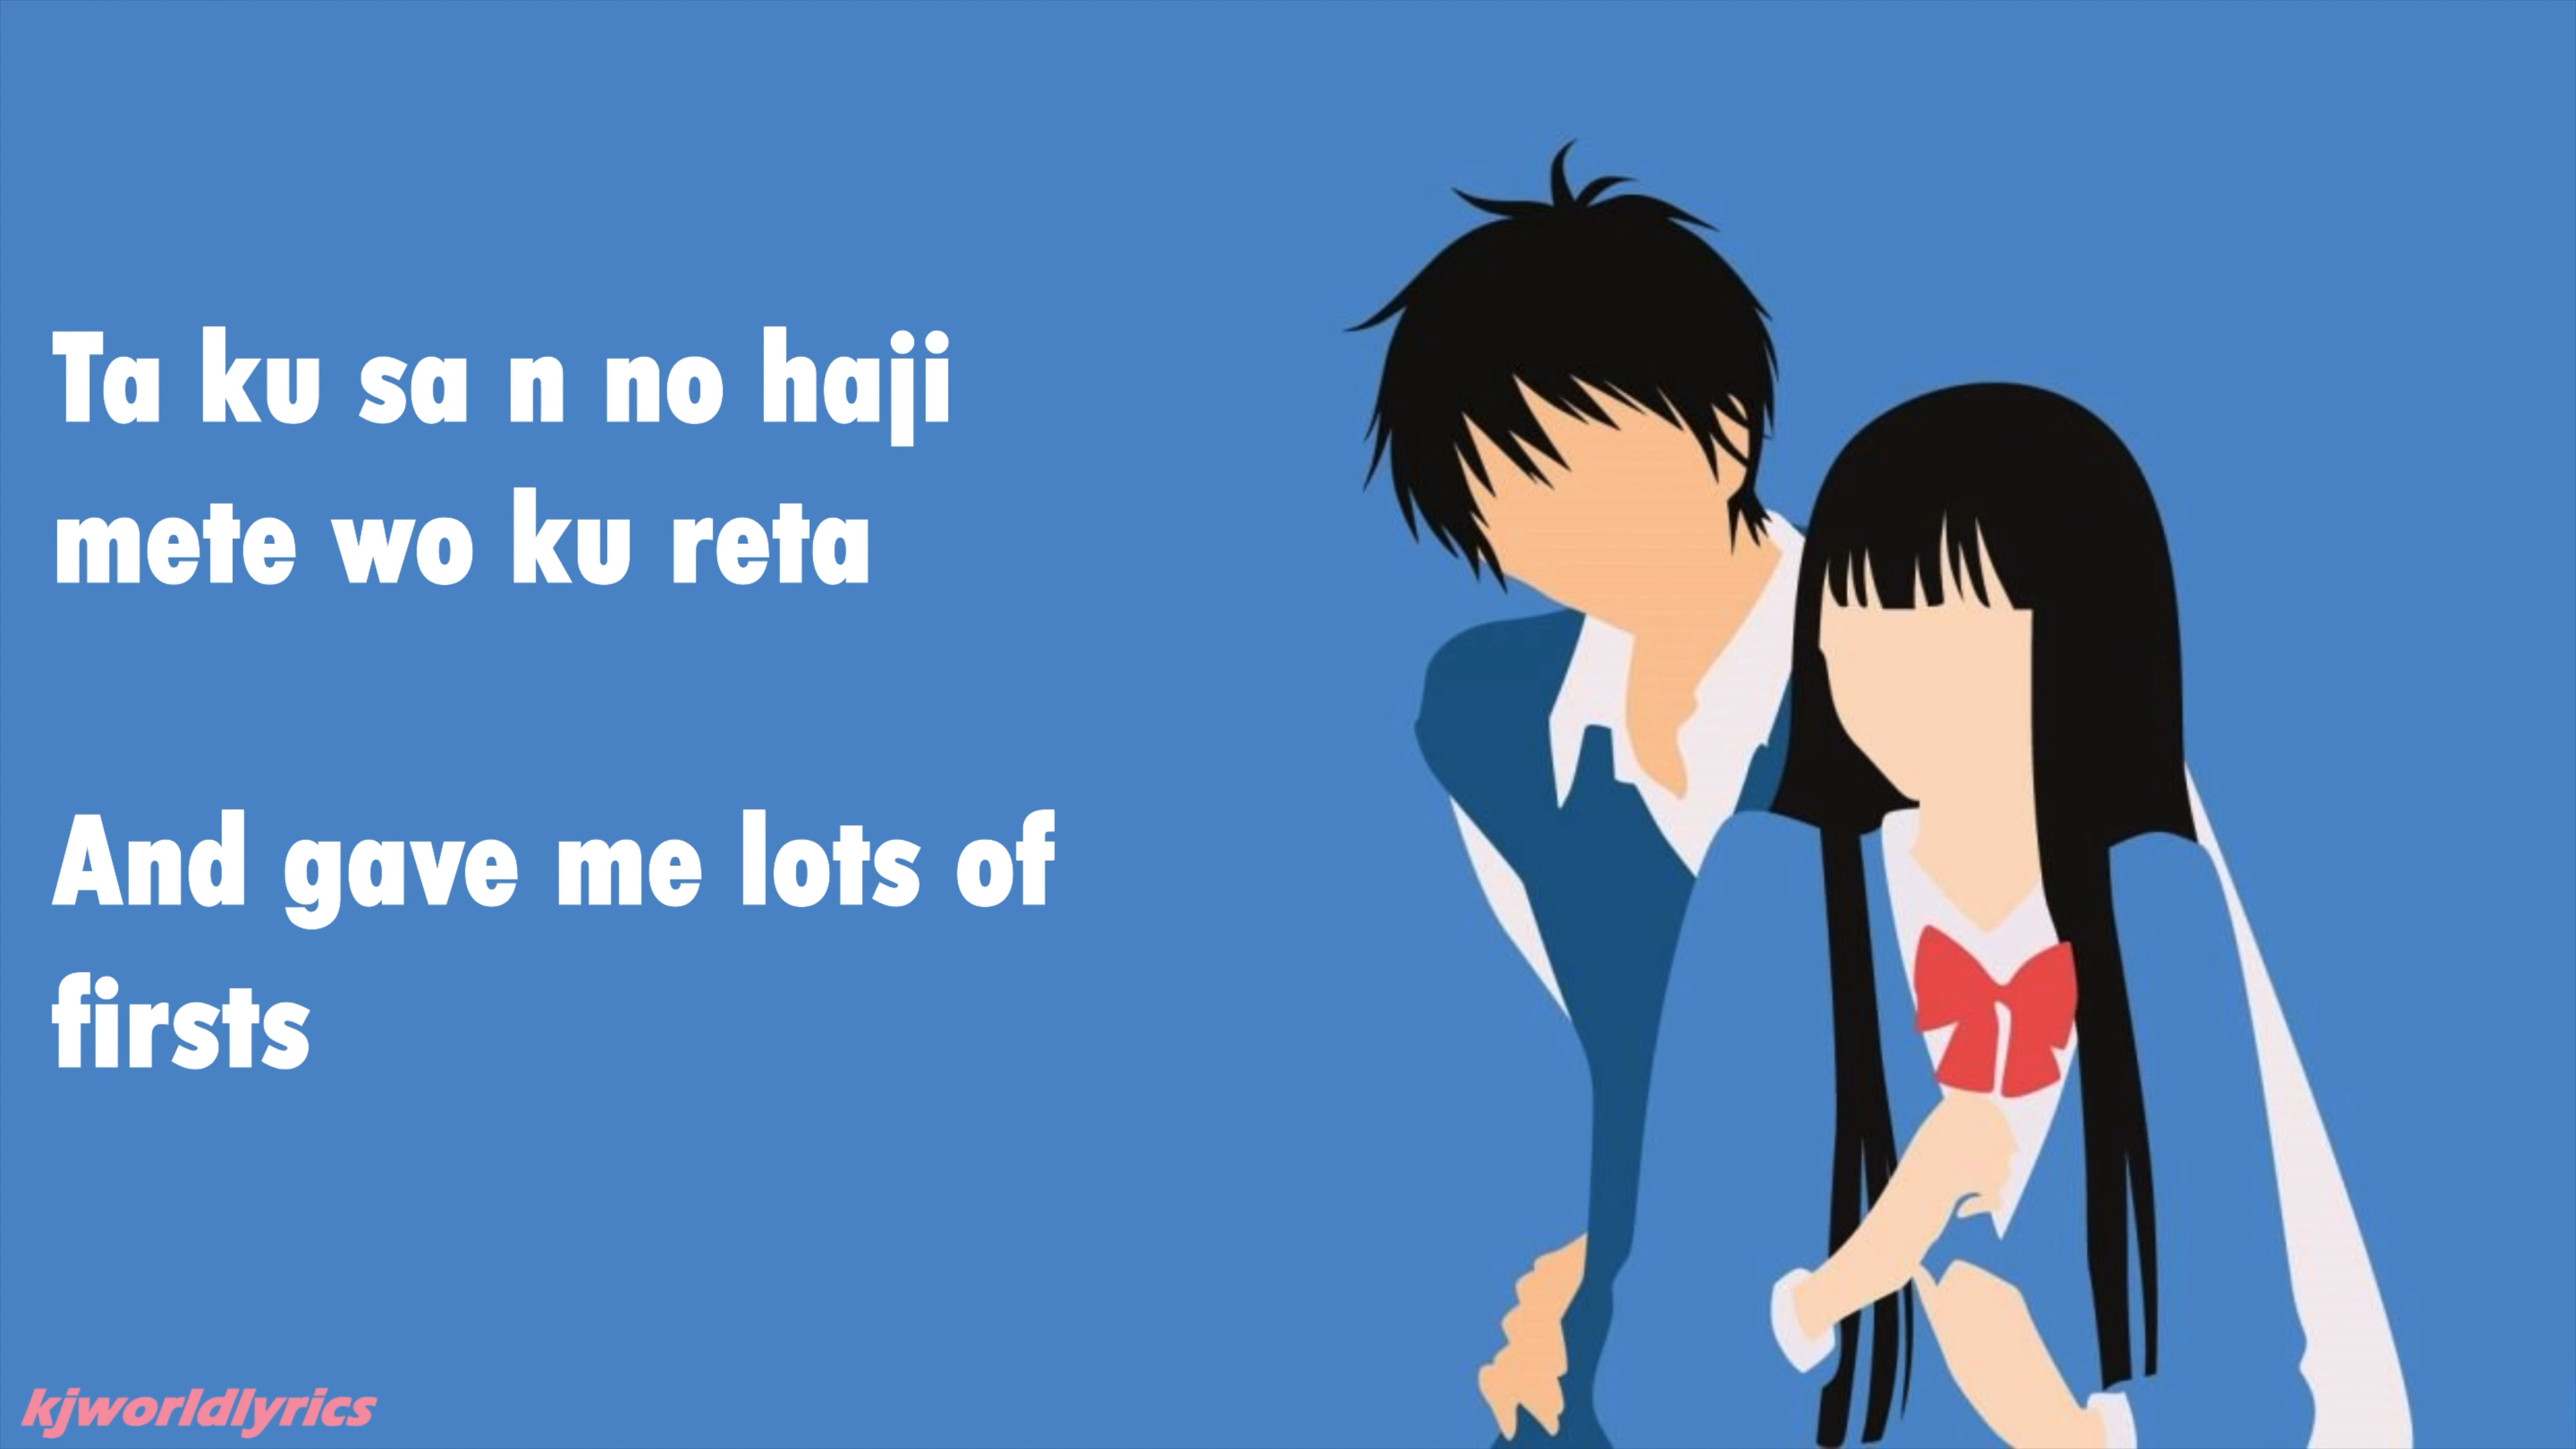 Ta ku sa n no haji
mete wo ku reta
And gave me lots of
firsts
kjworldlyrics